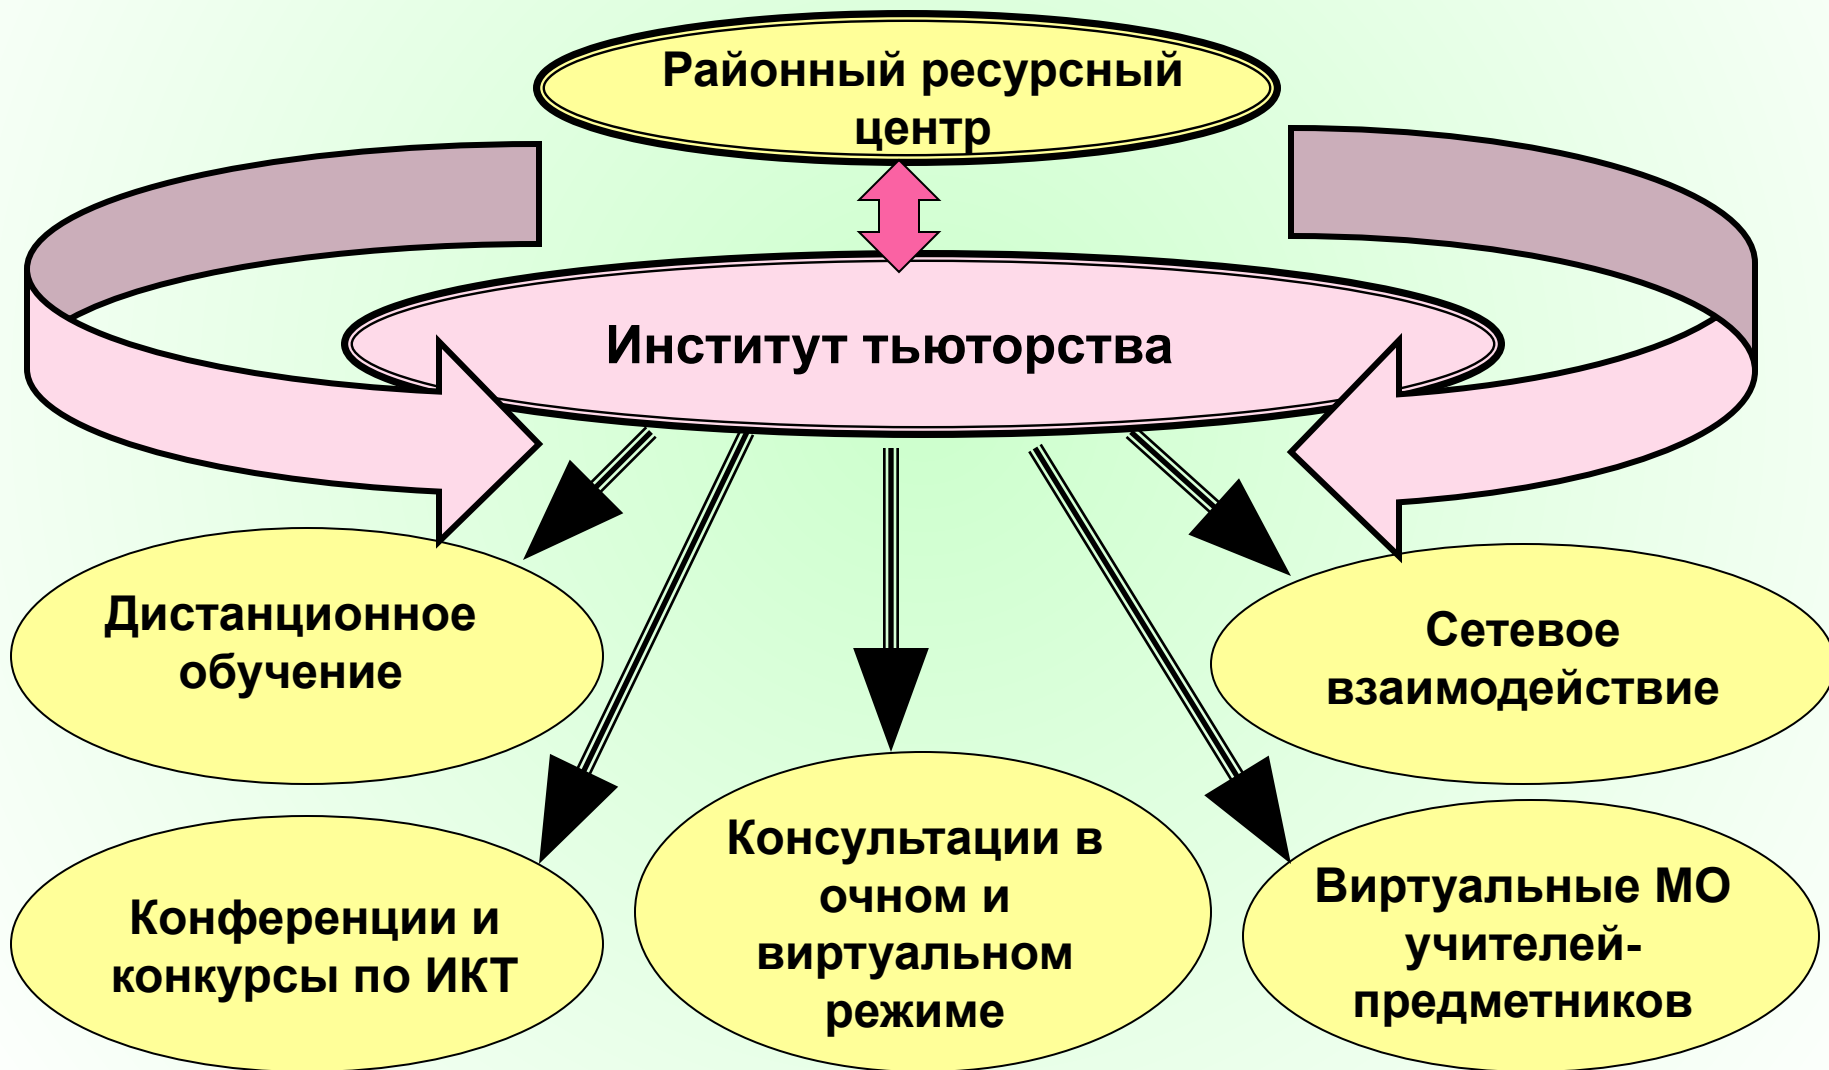 Районный ресурсный
центр
Институт тьюторства
Дистанционное
обучение
Сетевое
взаимодействие
Конференции и
конкурсы по ИКТ
Консультации в
очном и
виртуальном
режиме
Виртуальные МО
учителей-
предметников